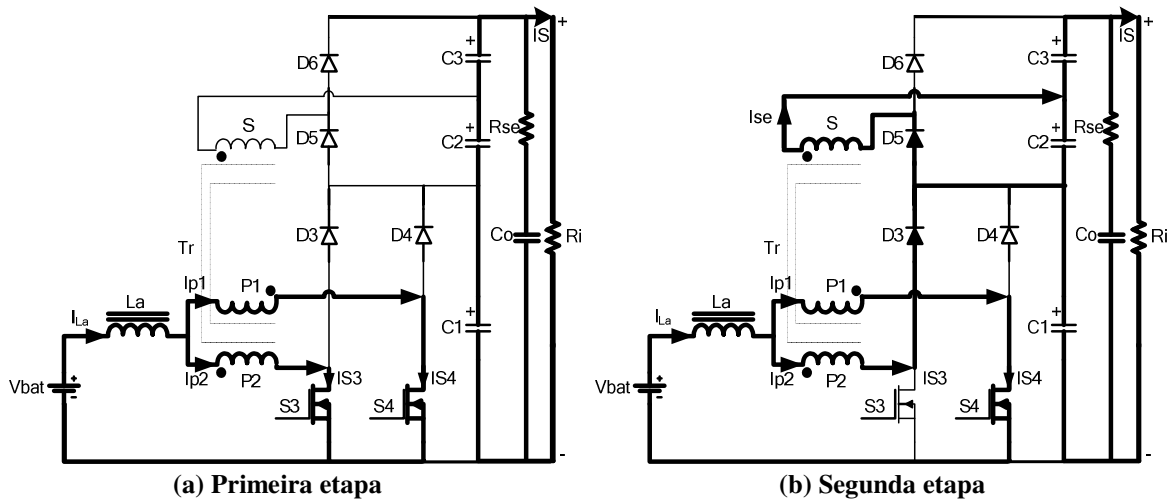 IS
+
+
D6
C3
S
+
Rse
D5
C2
D3
D4
Co
Ri
Tr
Ip1
P1
La
I_La
+
C1
Vbat
+
-
Ip2
P2
IS3
IS4
S3
S4
-
(a) Primeira etapa
IS
+
+
D6
C3
Ise
S
+
Rse
D5
C2
D3
D4
Co
Ri
Tr
Ip1
P1
La
I_La
+
C1
Vbat
+
-
Ip2
P2
IS3
IS4
S3
S4
-
(b) Segunda etapa